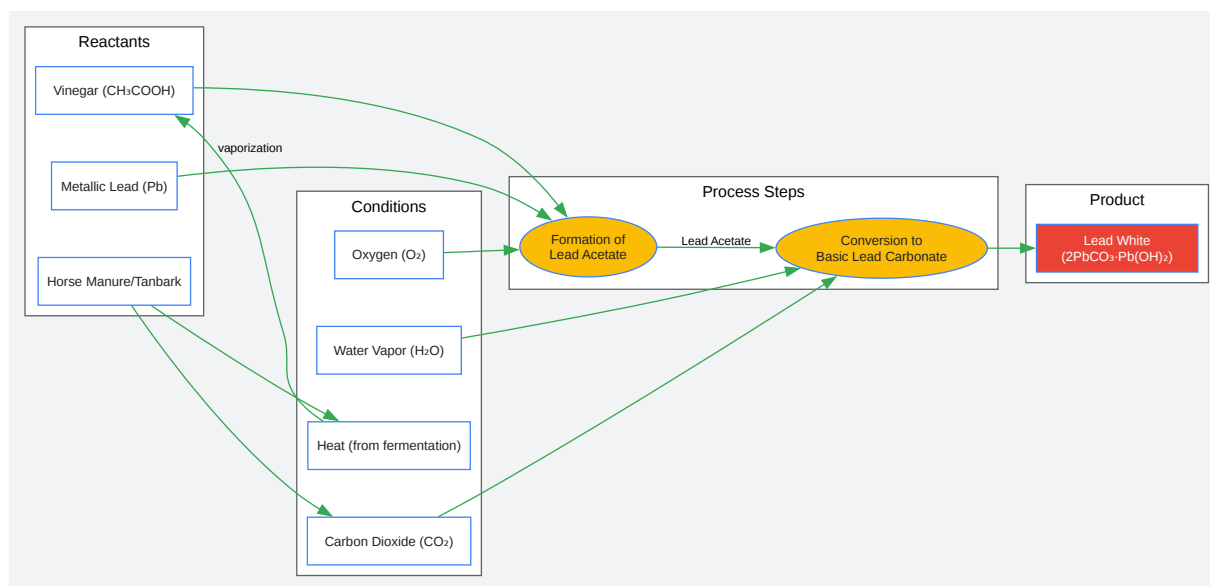 Reactants
Vinegar (CH₃COOH)
vaporization
Metallic Lead (Pb)
Horse Manure/Tanbark
Conditions
Oxygen (O₂)
Water Vapor (H₂O)
Heat (from fermentation)
Carbon Dioxide (CO₂)
Process Steps
Formation of
Lead Acetate
Lead Acetate
Conversion to
Basic Lead Carbonate
Product
Lead White
(2PbCO₃·Pb(OH)₂)